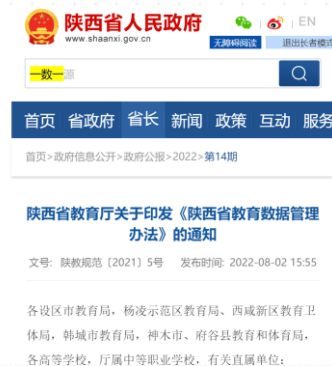 陕西省人民政府
www.shaanxi.gov.cn
EN
无障碍阅读 退出长者模式
一数一源
首页 省政府 省长 新闻 政策 互动 服务
首页>政府信息公开>政府公报>2022>第14期
陕西省教育厅关于印发《陕西省教育数据管理
办法》的通知
文号: 陕教规范〔2021〕5号 发布时间: 2022-08-02 15:55
各设区市教育局，杨凌示范区教育局、西咸新区教育卫
体局，韩城市教育局，神木市、府谷县教育和体育局，
各高等学校，厅属中等职业学校，有关直属单位：